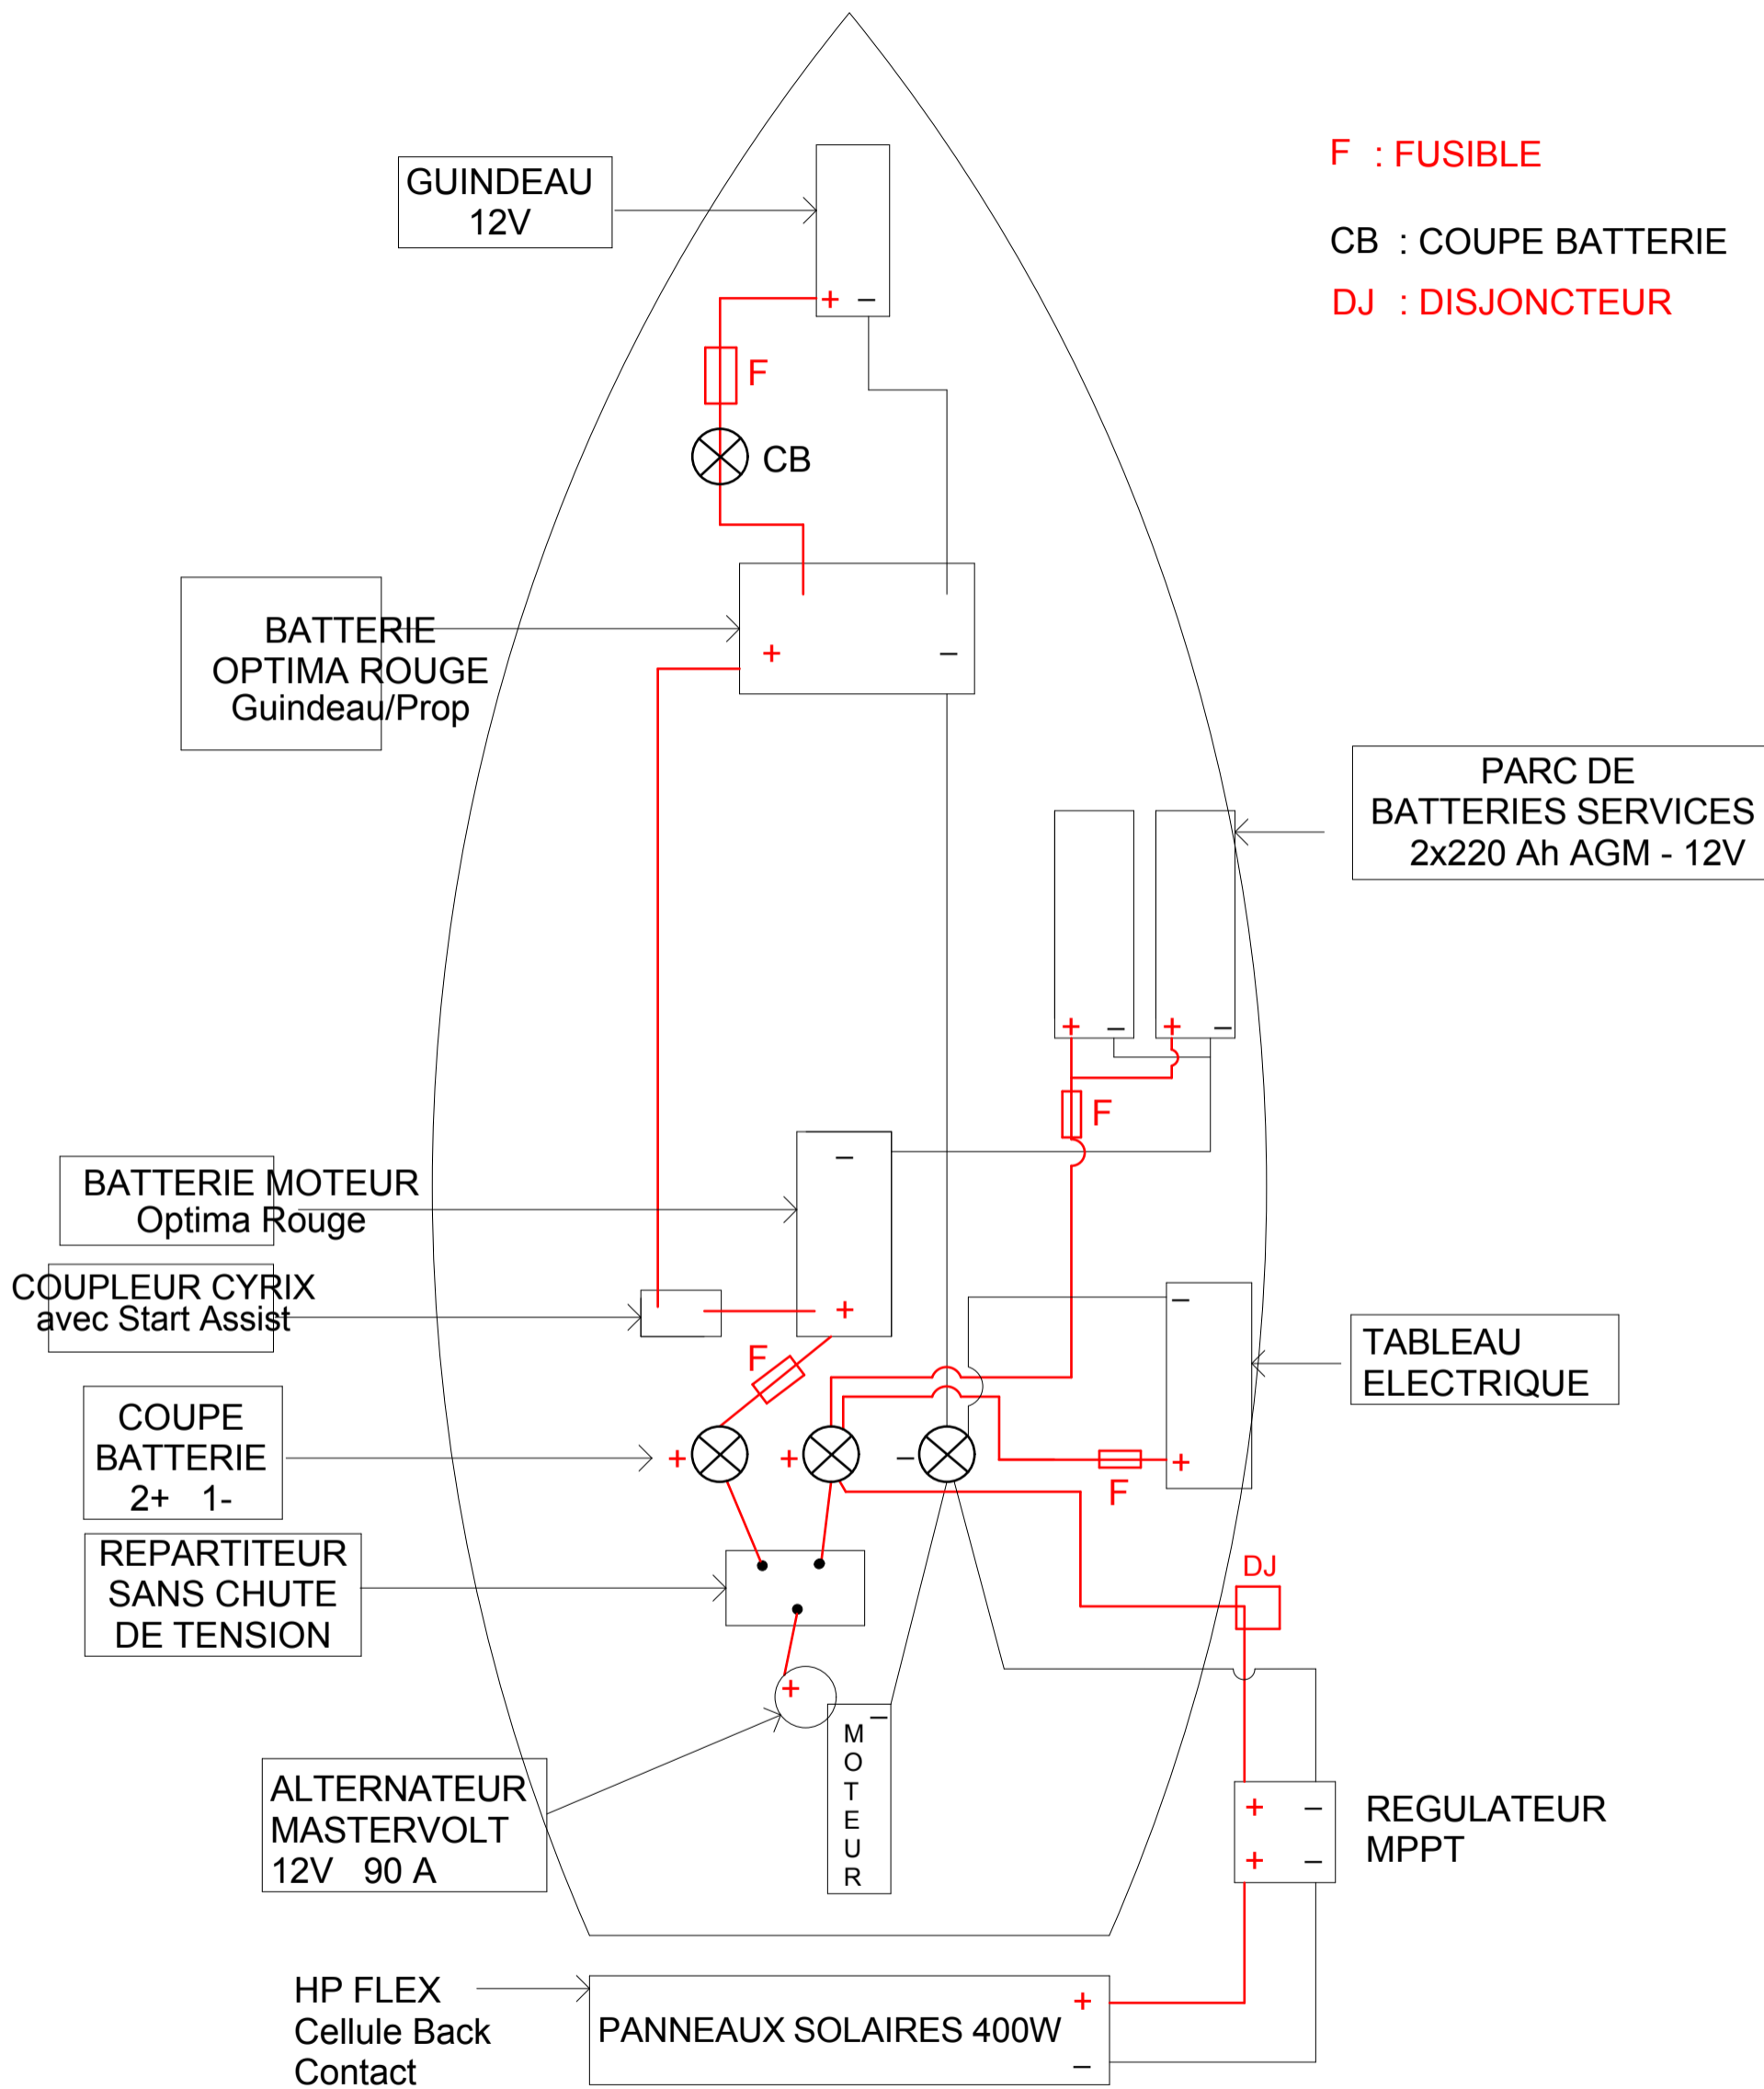 F : FUSIBLE
CB : COUPE BATTERIE
DJ : DISJONCTEUR
GUINDEAU
12V
+ −
F
CB
BATTERIE
OPTIMA ROUGE
Guindeau/Prop
+ −
PARC DE
BATTERIES SERVICES
2x220 Ah AGM - 12V
+ − + −
F
−
BATTERIE MOTEUR
Optima Rouge
COUPLEUR CYRIX
avec Start Assist
+
−
F
TABLEAU
ELECTRIQUE
COUPE
BATTERIE
2+ 1-
+ + − +
F
REPARTITEUR
SANS CHUTE
DE TENSION
DJ
+
−
MOTEUR
ALTERNATEUR
MASTERVOLT
12V 90 A
+ −
+ −
REGULATEUR
MPPT
HP FLEX
Cellule Back
Contact
PANNEAUX SOLAIRES 400W
+
−